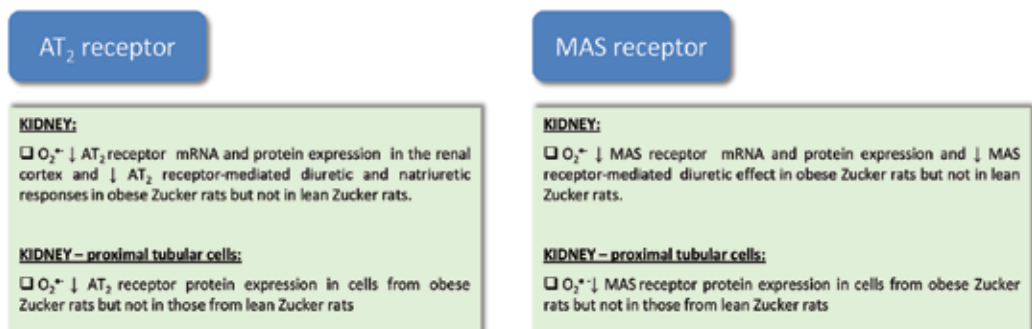 AT₂ receptor
KIDNEY:
❑ O₂•- ↓ AT₂ receptor mRNA and protein expression in the renal
cortex and ↓ AT₂ receptor-mediated diuretic and natriuretic
responses in obese Zucker rats but not in lean Zucker rats.
KIDNEY – proximal tubular cells:
❑ O₂•- ↓ AT₂ receptor protein expression in cells from obese
Zucker rats but not in those from lean Zucker rats
MAS receptor
KIDNEY:
❑ O₂•- ↓ MAS receptor mRNA and protein expression and ↓ MAS
receptor-mediated diuretic effect in obese Zucker rats but not in lean
Zucker rats.
KIDNEY – proximal tubular cells:
❑ O₂•- ↓ MAS receptor protein expression in cells from obese Zucker
rats but not in those from lean Zucker rats